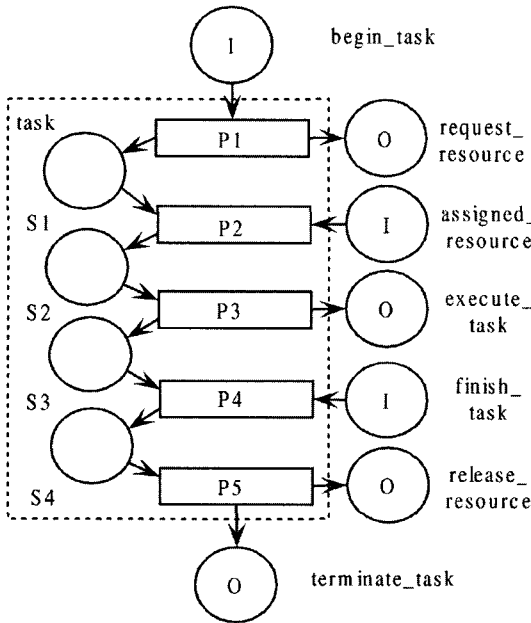 I
begin_task
task
P1
O
request_
resource
S1
P2
I
assigned_
resource
S2
P3
O
execute_
task
S3
P4
I
finish_
task
S4
P5
O
release_
resource
O
terminate_task